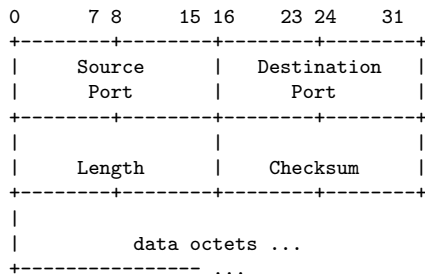 0 7 8 15 16 23 24 31
+--------+--------+--------+--------+
| Source | Destination |
| Port | Port |
+--------+--------+--------+--------+
| | |
| Length | Checksum |
+--------+--------+--------+--------+
|
| data octets ...
+---------------- ...